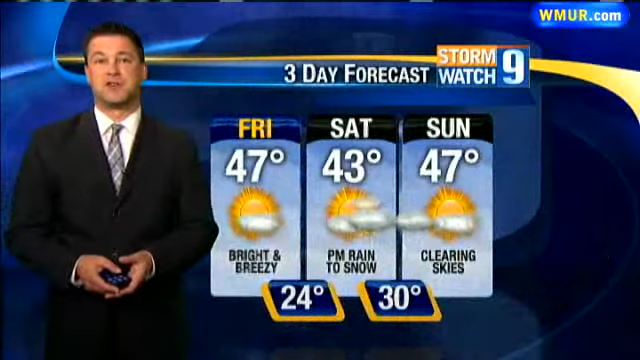 WMUR.com
3 DAY FORECAST
STORM
WATCH 9
FRI
SAT
SUN
47°
43°
47°
BRIGHT &
BREEZY
PM RAIN
TO SNOW
CLEARING
SKIES
24°
30°